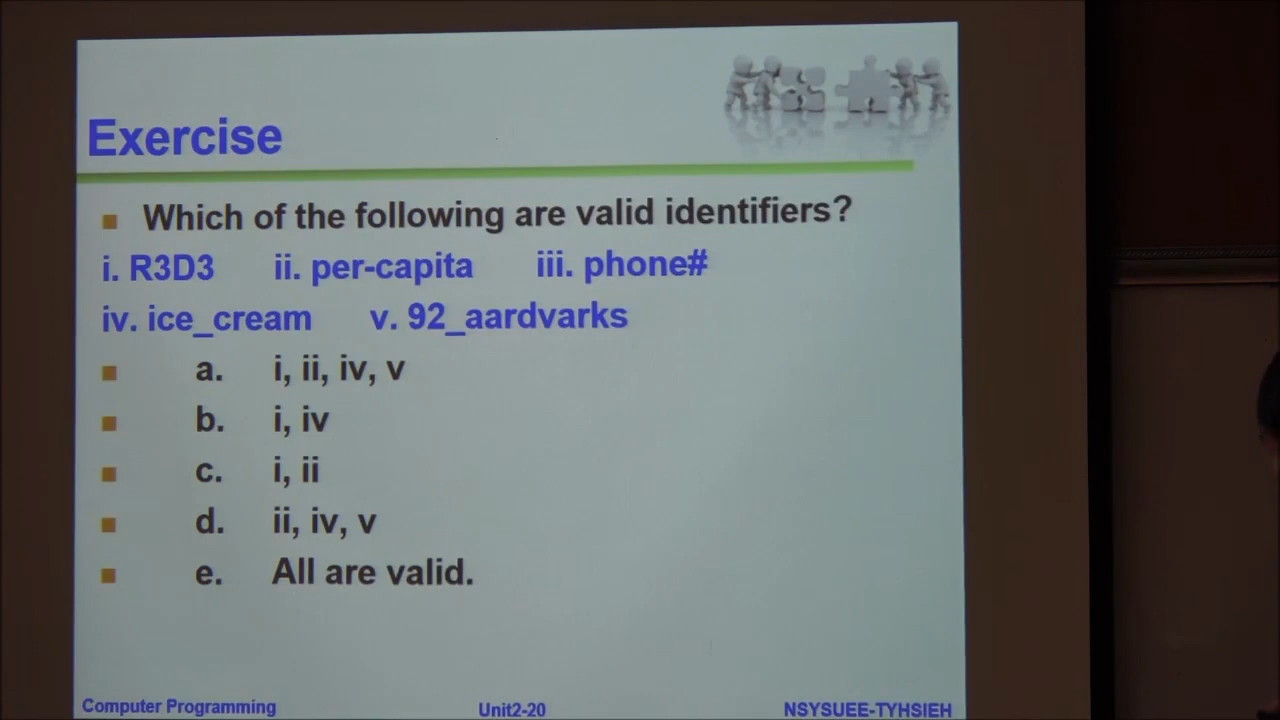 Exercise
Which of the following are valid identifiers?
i. R3D3 ii. per-capita iii. phone#
iv. ice_cream v. 92_aardvarks
a. i, ii, iv, v
b. i, iv
c. i, ii
d. ii, iv, v
e. All are valid.
Computer Programming Unit2-20 NSYSUEE-TYHSIEH